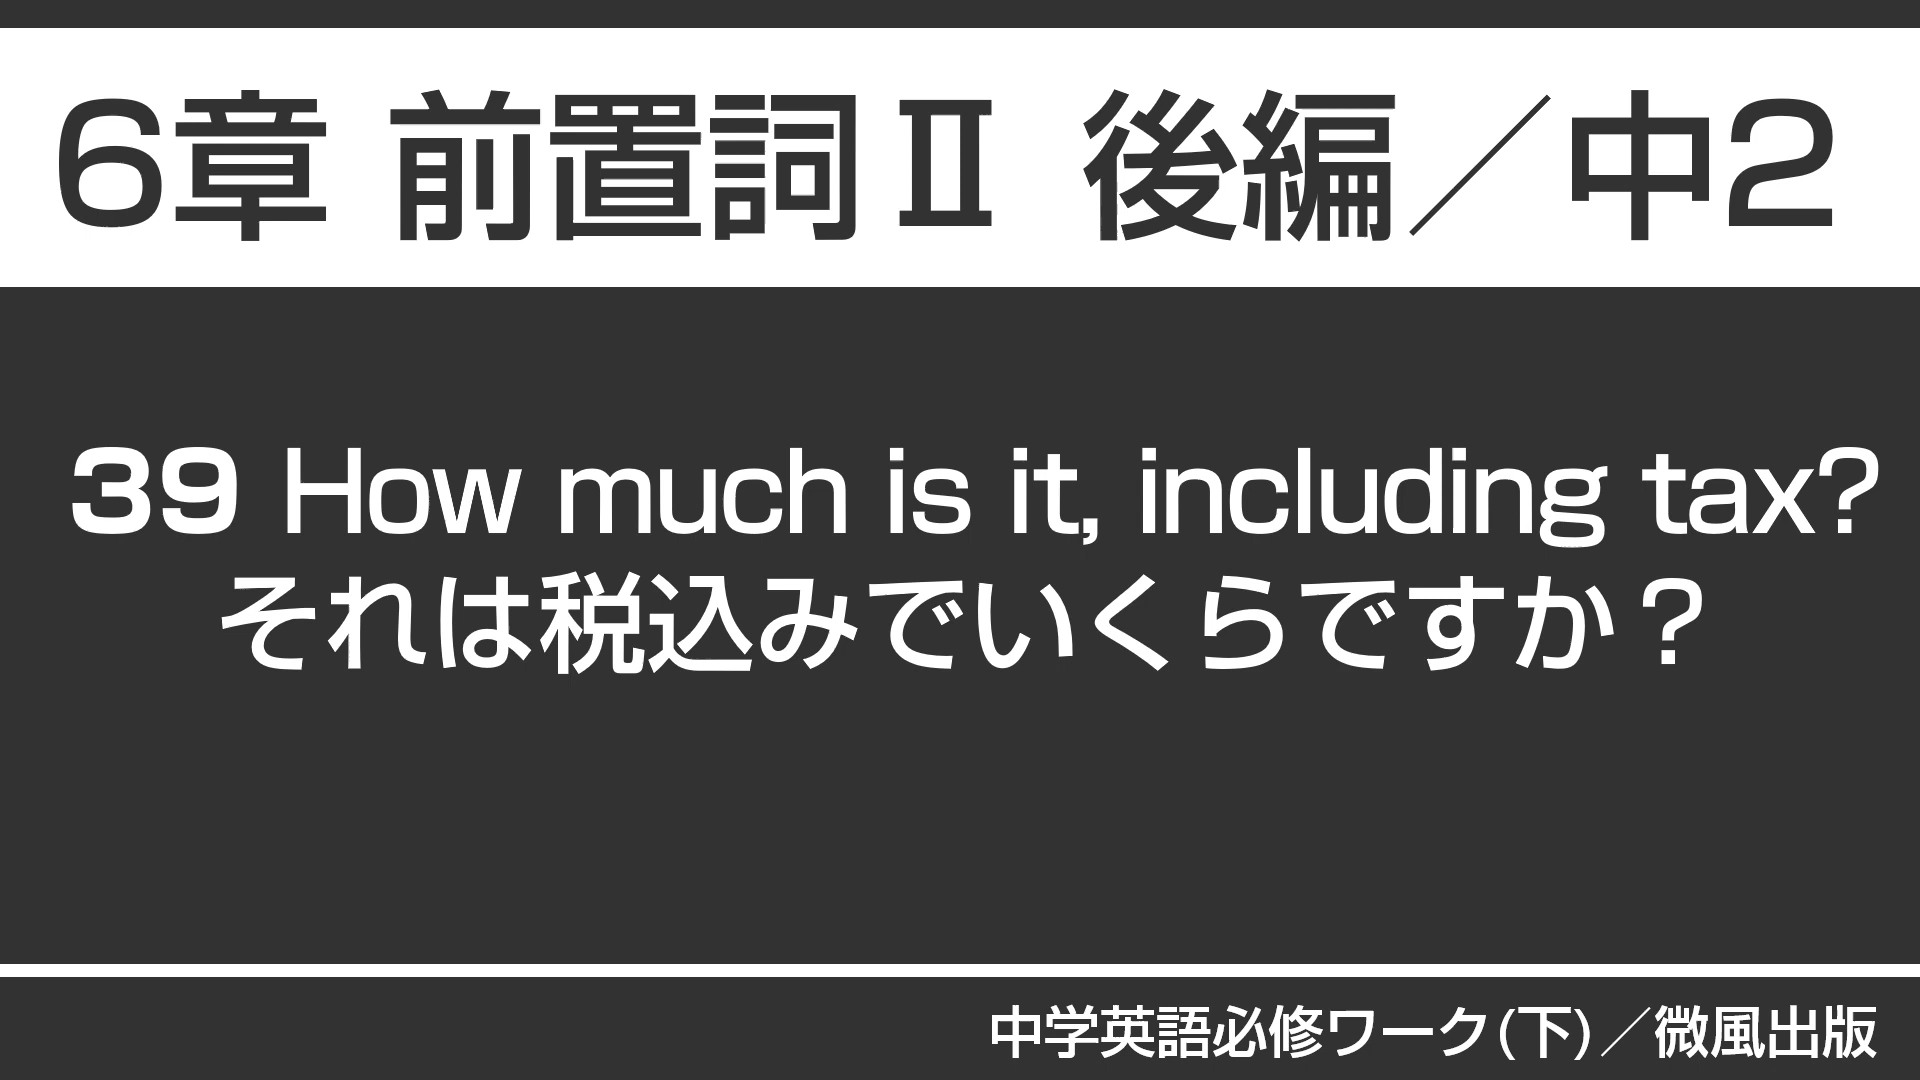 6章 前置詞Ⅱ 後編／中2
39 How much is it, including tax?
それは税込みでいくらですか？
中学英語必修ワーク(下)／微風出版